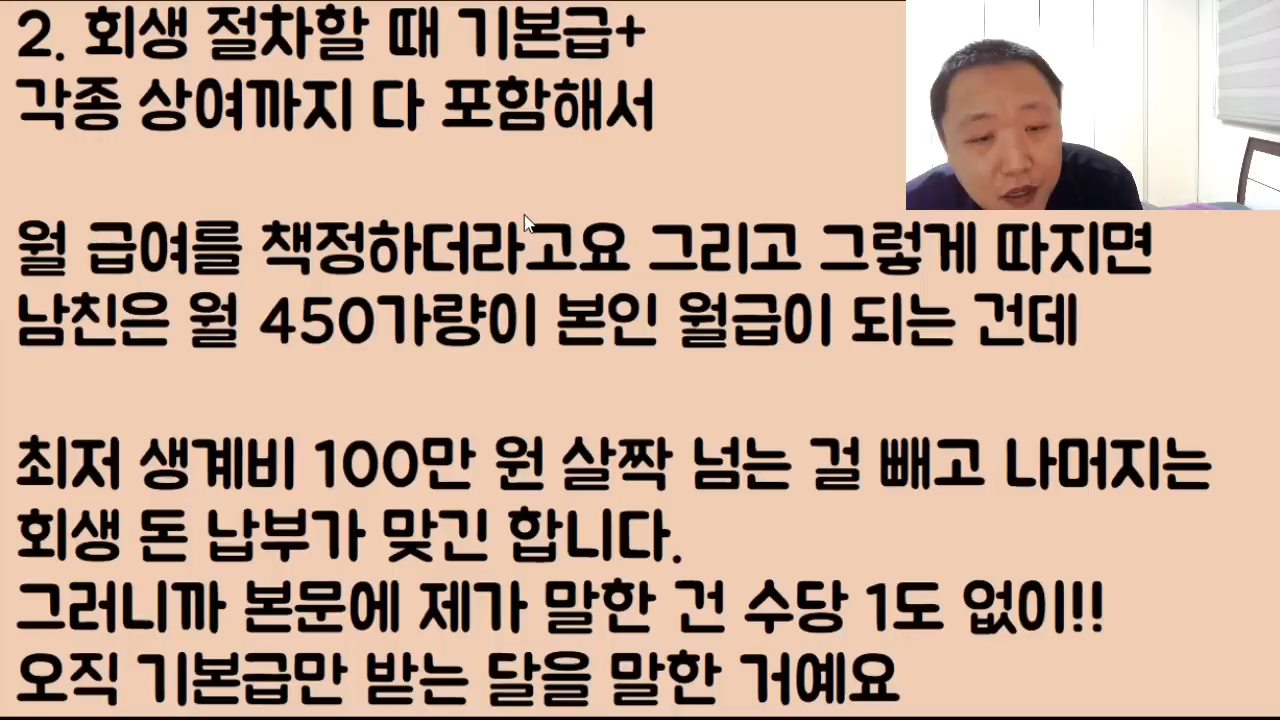 2. 회생 절차할 때 기본급+
각종 상여까지 다 포함해서
월 급여를 책정하더라고요 그리고 그렇게 따지면
남친은 월 450가량이 본인 월급이 되는 건데
최저 생계비 100만 원 살짝 넘는 걸 빼고 나머지는
회생 돈 납부가 맞긴 합니다.
그러니까 본문에 제가 말한 건 수당 1도 없이!!
오직 기본급만 받는 달을 말한 거예요